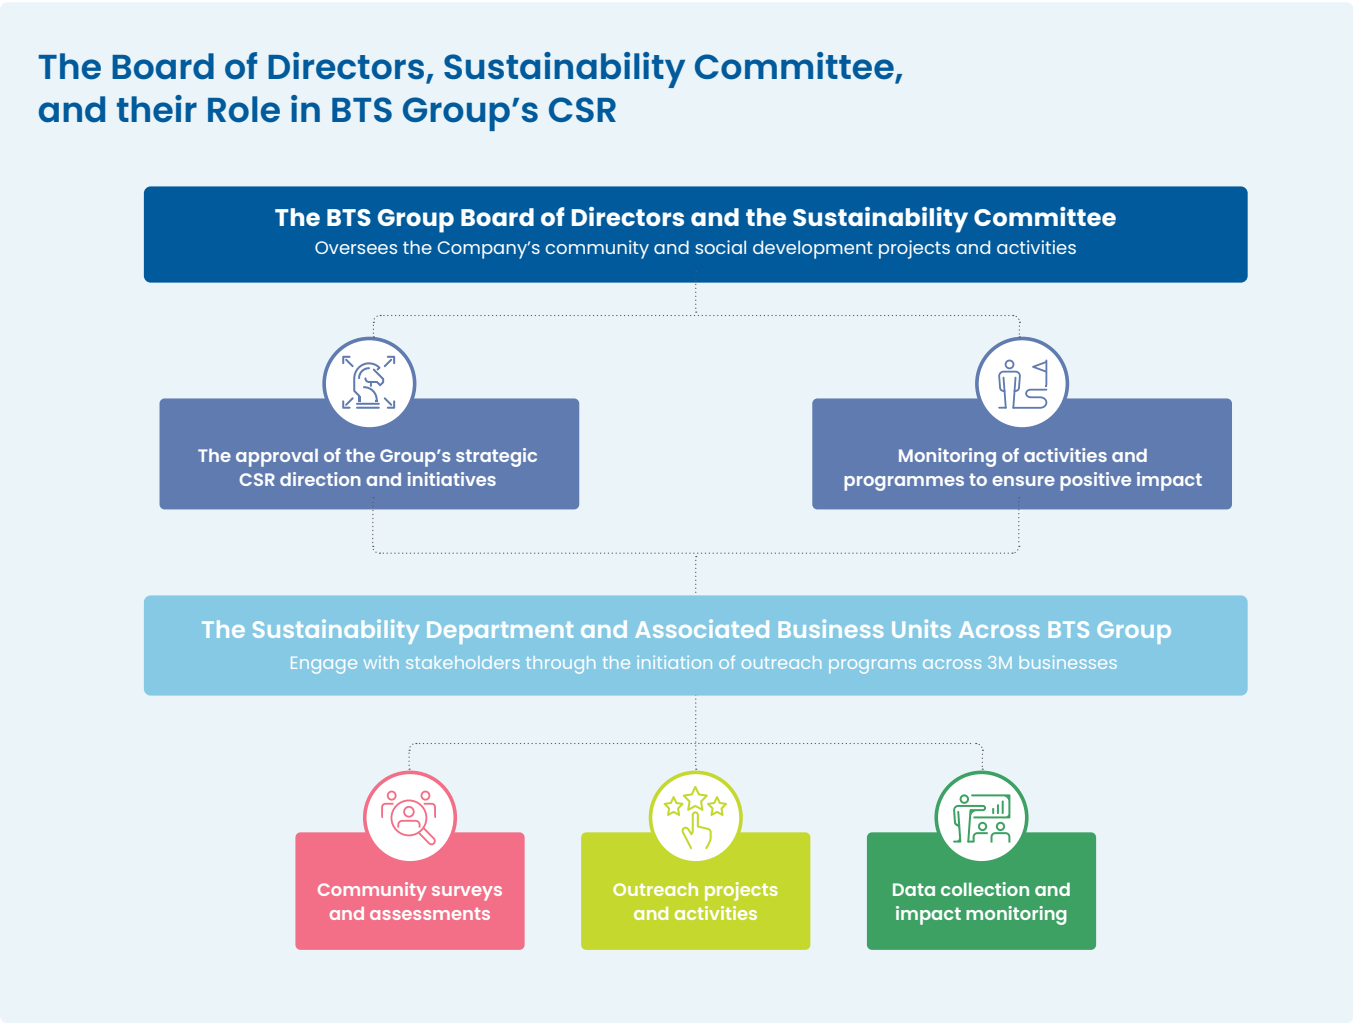 The Board of Directors, Sustainability Committee,
and their Role in BTS Group’s CSR
The BTS Group Board of Directors and the Sustainability Committee
Oversees the Company’s community and social development projects and activities
The approval of the Group’s strategic
CSR direction and initiatives
Monitoring of activities and
programmes to ensure positive impact
The Sustainability Department and Associated Business Units Across BTS Group
Engage with stakeholders through the initiation of outreach programs across 3M businesses
Community surveys
and assessments
Outreach projects
and activities
Data collection and
impact monitoring